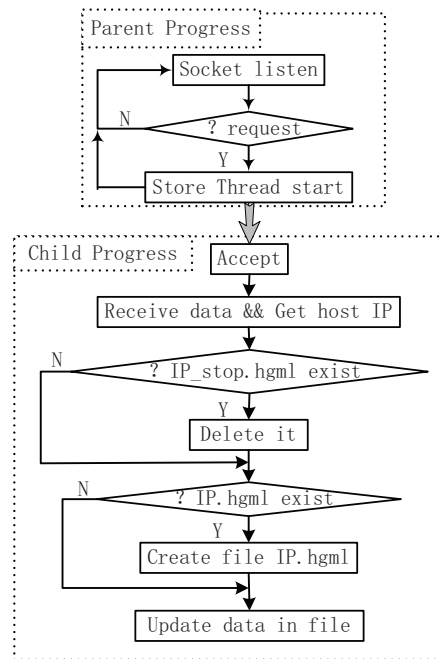 Parent Progress
Socket listen
N
? request
Y
Store Thread start
Child Progress
Accept
Receive data && Get host IP
N
? IP_stop.hgml exist
Y
Delete it
N
? IP.hgml exist
Y
Create file IP.hgml
Update data in file